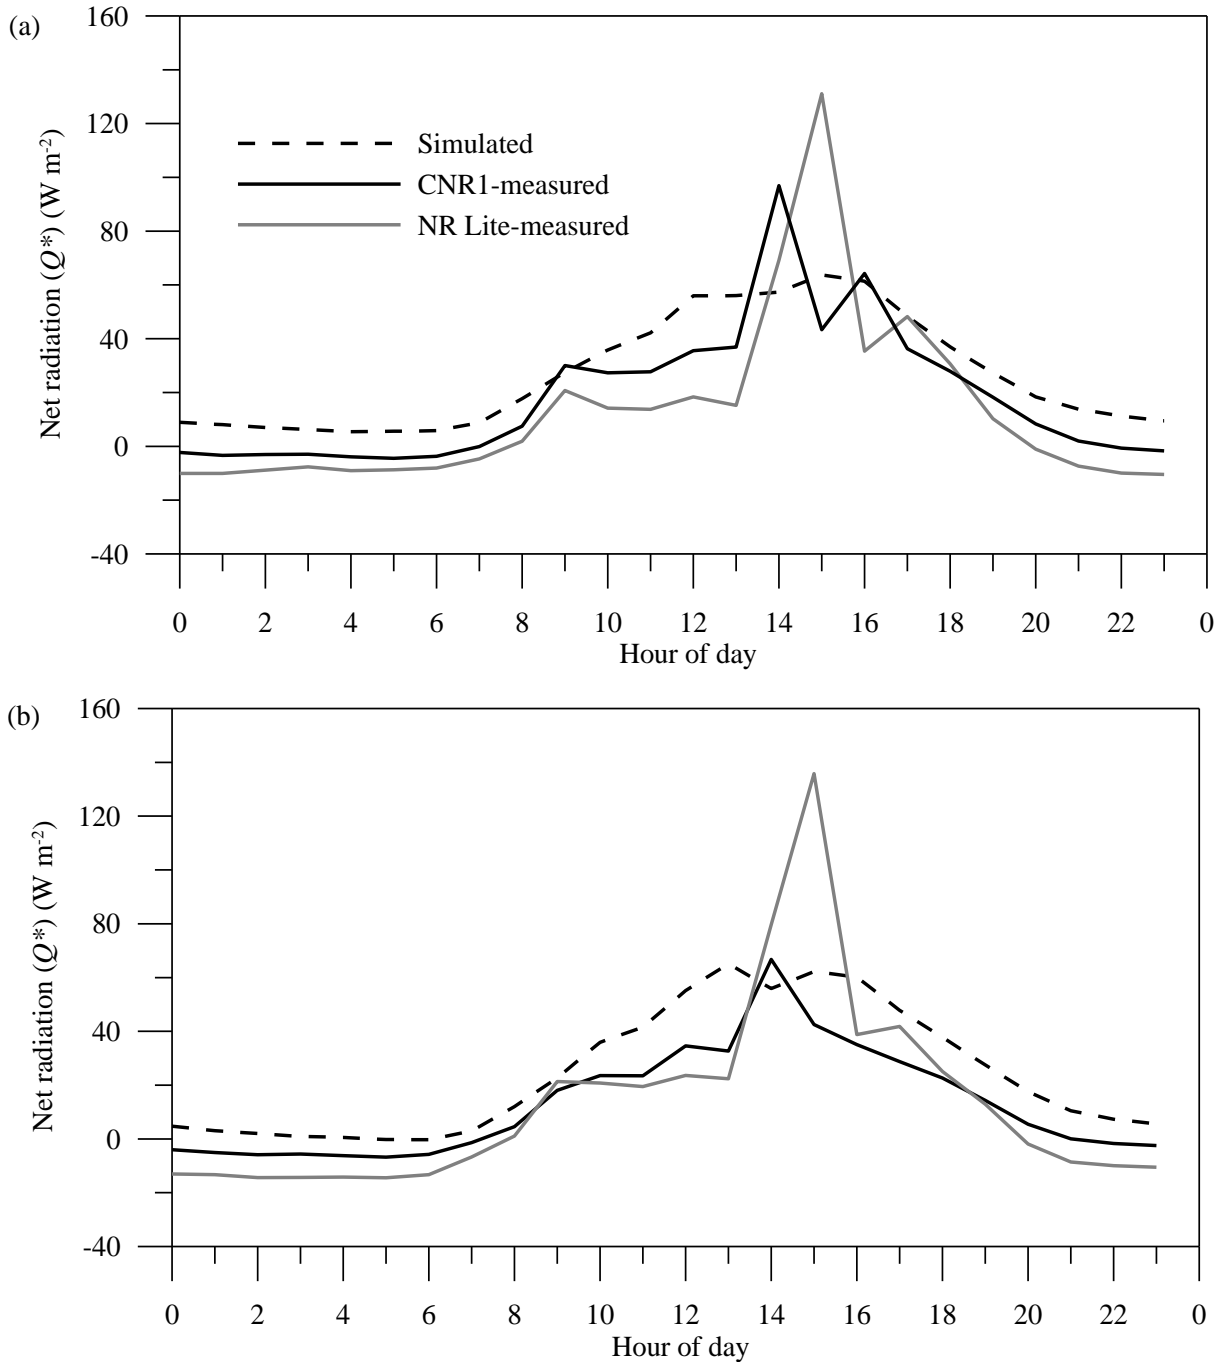 (a)
160
120
80
40
0
-40
Net radiation (Q*) (W m-2)
Simulated
CNR1-measured
NR Lite-measured
0 2 4 6 8 10 12 14 16 18 20 22 0
Hour of day
(b)
160
120
80
40
0
-40
Net radiation (Q*) (W m-2)
0 2 4 6 8 10 12 14 16 18 20 22 0
Hour of day